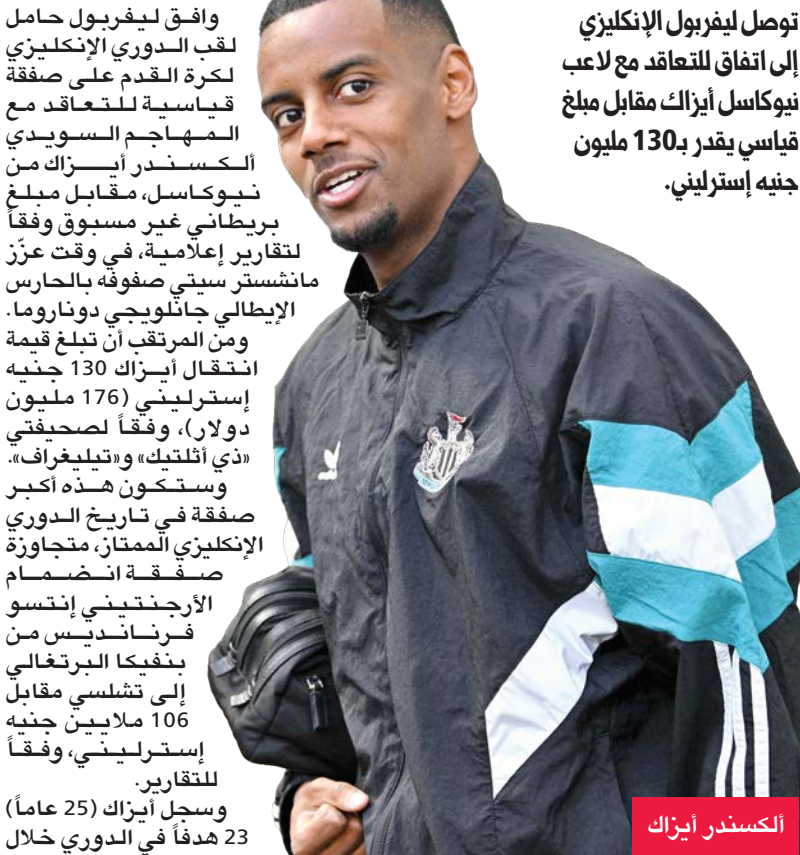 توصل ليفربول الإنكليزي
إلى اتفاق للتعاقد مع لاعب
نيوكاسل أيزاك مقابل مبلغ
قياسي يقدر بـ130 مليون
جنيه إسترليني.
وافق ليفربول حامل
لقب الدوري الإنكليزي
لكرة القدم على صفقة
قياسية للتعاقد مع
المهاجم السويدي
ألكسندر أيزاك من
نيوكاسل، مقابل مبلغ
بريطاني غير مسبوق وفقاً
لتقارير إعلامية، في وقت عزّز
مانشستر سيتي صفوفه بالحارس
الإيطالي جانلويجي دوناروما.
ومن المرتقب أن تبلغ قيمة
انتقال أيزاك 130 جنيه
إسترليني (176 مليون
دولار)، وفقاً لصحيفتي
«ذي أثلتيك» و«تيليغراف».
وستكون هذه أكبر
صفقة في تاريخ الدوري
الإنكليزي الممتاز، متجاوزة
صفقة انضمام
الأرجنتيني إنتسو
فرنانديس من
بنفيكا البرتغالي
إلى تشلسي مقابل
106 ملايين جنيه
إسترليني، وفقاً
للتقارير.
وسجل أيزاك (25 عاماً)
23 هدفاً في الدوري خلال
ألكسندر أيزاك